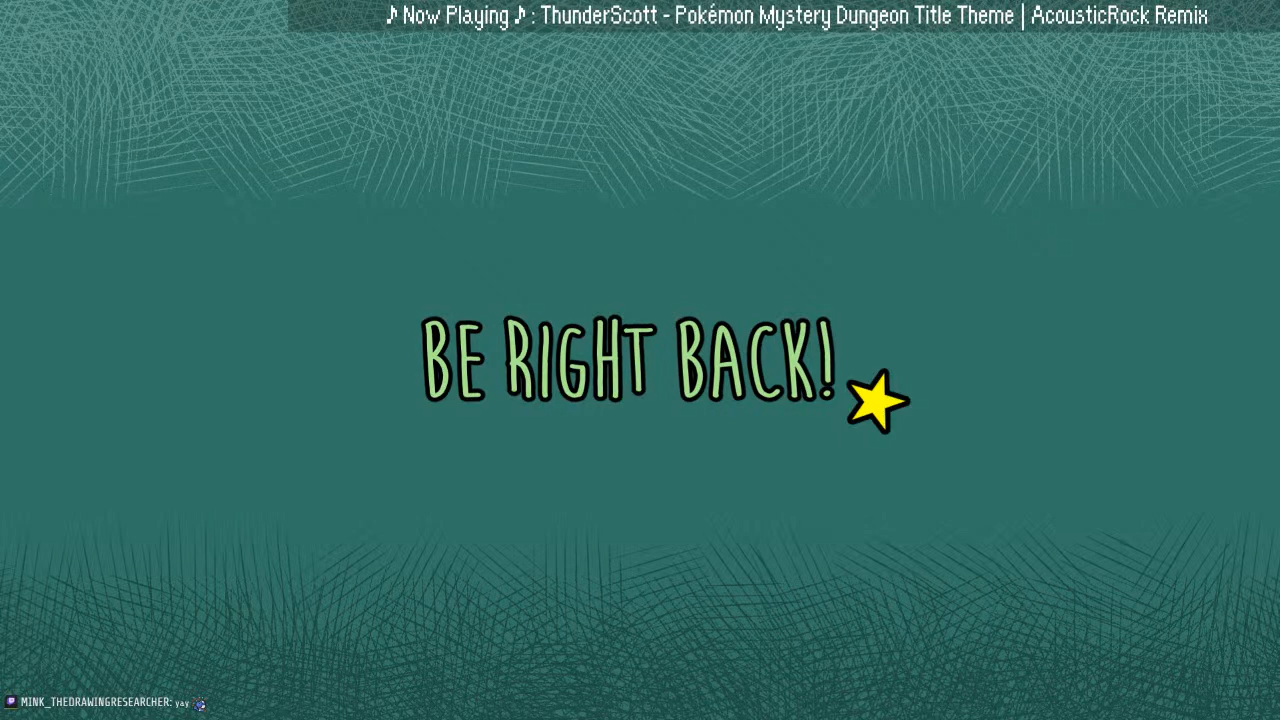 ♪ Now Playing ♪ : ThunderScott - Pokémon Mystery Dungeon Title Theme | AcousticRock Remix
BE RIGHT BACK!
MINK_THEDRAWINGRESEARCHER: yay